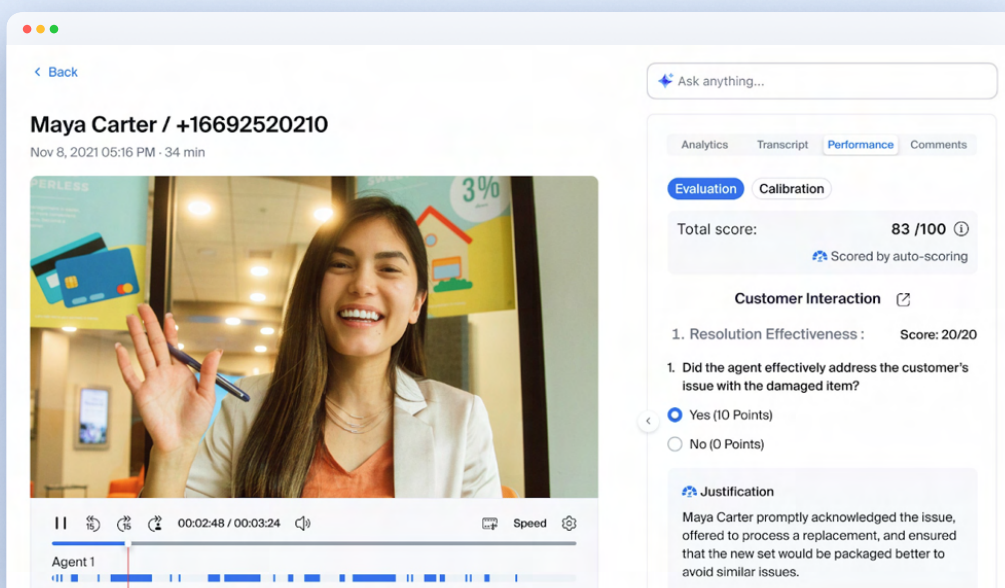 Back
Maya Carter / +16692520210
Nov 8, 2021 05:16 PM · 34 min
PERLESS
3%
15
15
00:02:48 / 00:03:24
Speed
Agent 1
Ask anything...
Analytics
Transcript
Performance
Comments
Evaluation
Calibration
Total score:
83 /100
Scored by auto-scoring
Customer Interaction
1. Resolution Effectiveness :
Score: 20/20
1. Did the agent effectively address the customer's
issue with the damaged item?
Yes (10 Points)
No (0 Points)
Justification
Maya Carter promptly acknowledged the issue,
offered to process a replacement, and ensured
that the new set would be packaged better to
avoid similar issues.